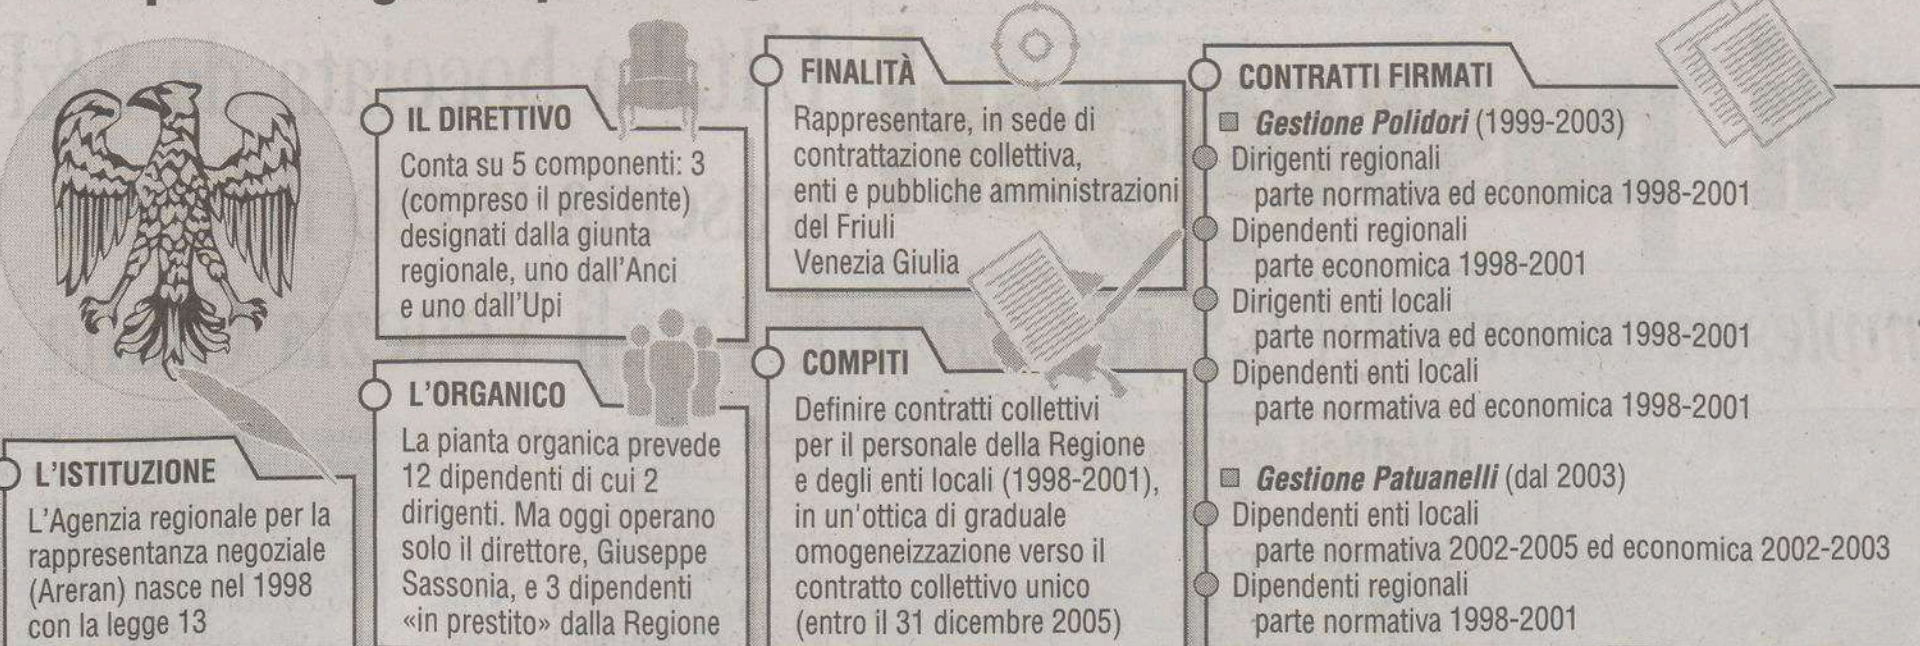 L'ISTITUZIONE
L'Agenzia regionale per la
rappresentanza negoziale
(Areran) nasce nel 1998
con la legge 13
IL DIRETTIVO
Conta su 5 componenti: 3
(compreso il presidente)
designati dalla giunta
regionale, uno dall'Anci
e uno dall'Upi
L'ORGANICO
La pianta organica prevede
12 dipendenti di cui 2
dirigenti. Ma oggi operano
solo il direttore, Giuseppe
Sassonia, e 3 dipendenti
«in prestito» dalla Regione
FINALITÀ
Rappresentare, in sede di
contrattazione collettiva,
enti e pubbliche amministrazioni
del Friuli
Venezia Giulia
COMPITI
Definire contratti collettivi
per il personale della Regione
e degli enti locali (1998-2001),
in un'ottica di graduale
omogeneizzazione verso il
contratto collettivo unico
(entro il 31 dicembre 2005)
CONTRATTI FIRMATI
Gestione Polidori (1999-2003)
Dirigenti regionali
parte normativa ed economica 1998-2001
Dipendenti regionali
parte economica 1998-2001
Dirigenti enti locali
parte normativa ed economica 1998-2001
Dipendenti enti locali
parte normativa ed economica 1998-2001
Gestione Patuanelli (dal 2003)
Dipendenti enti locali
parte normativa 2002-2005 ed economica 2002-2003
Dipendenti regionali
parte normativa 1998-2001